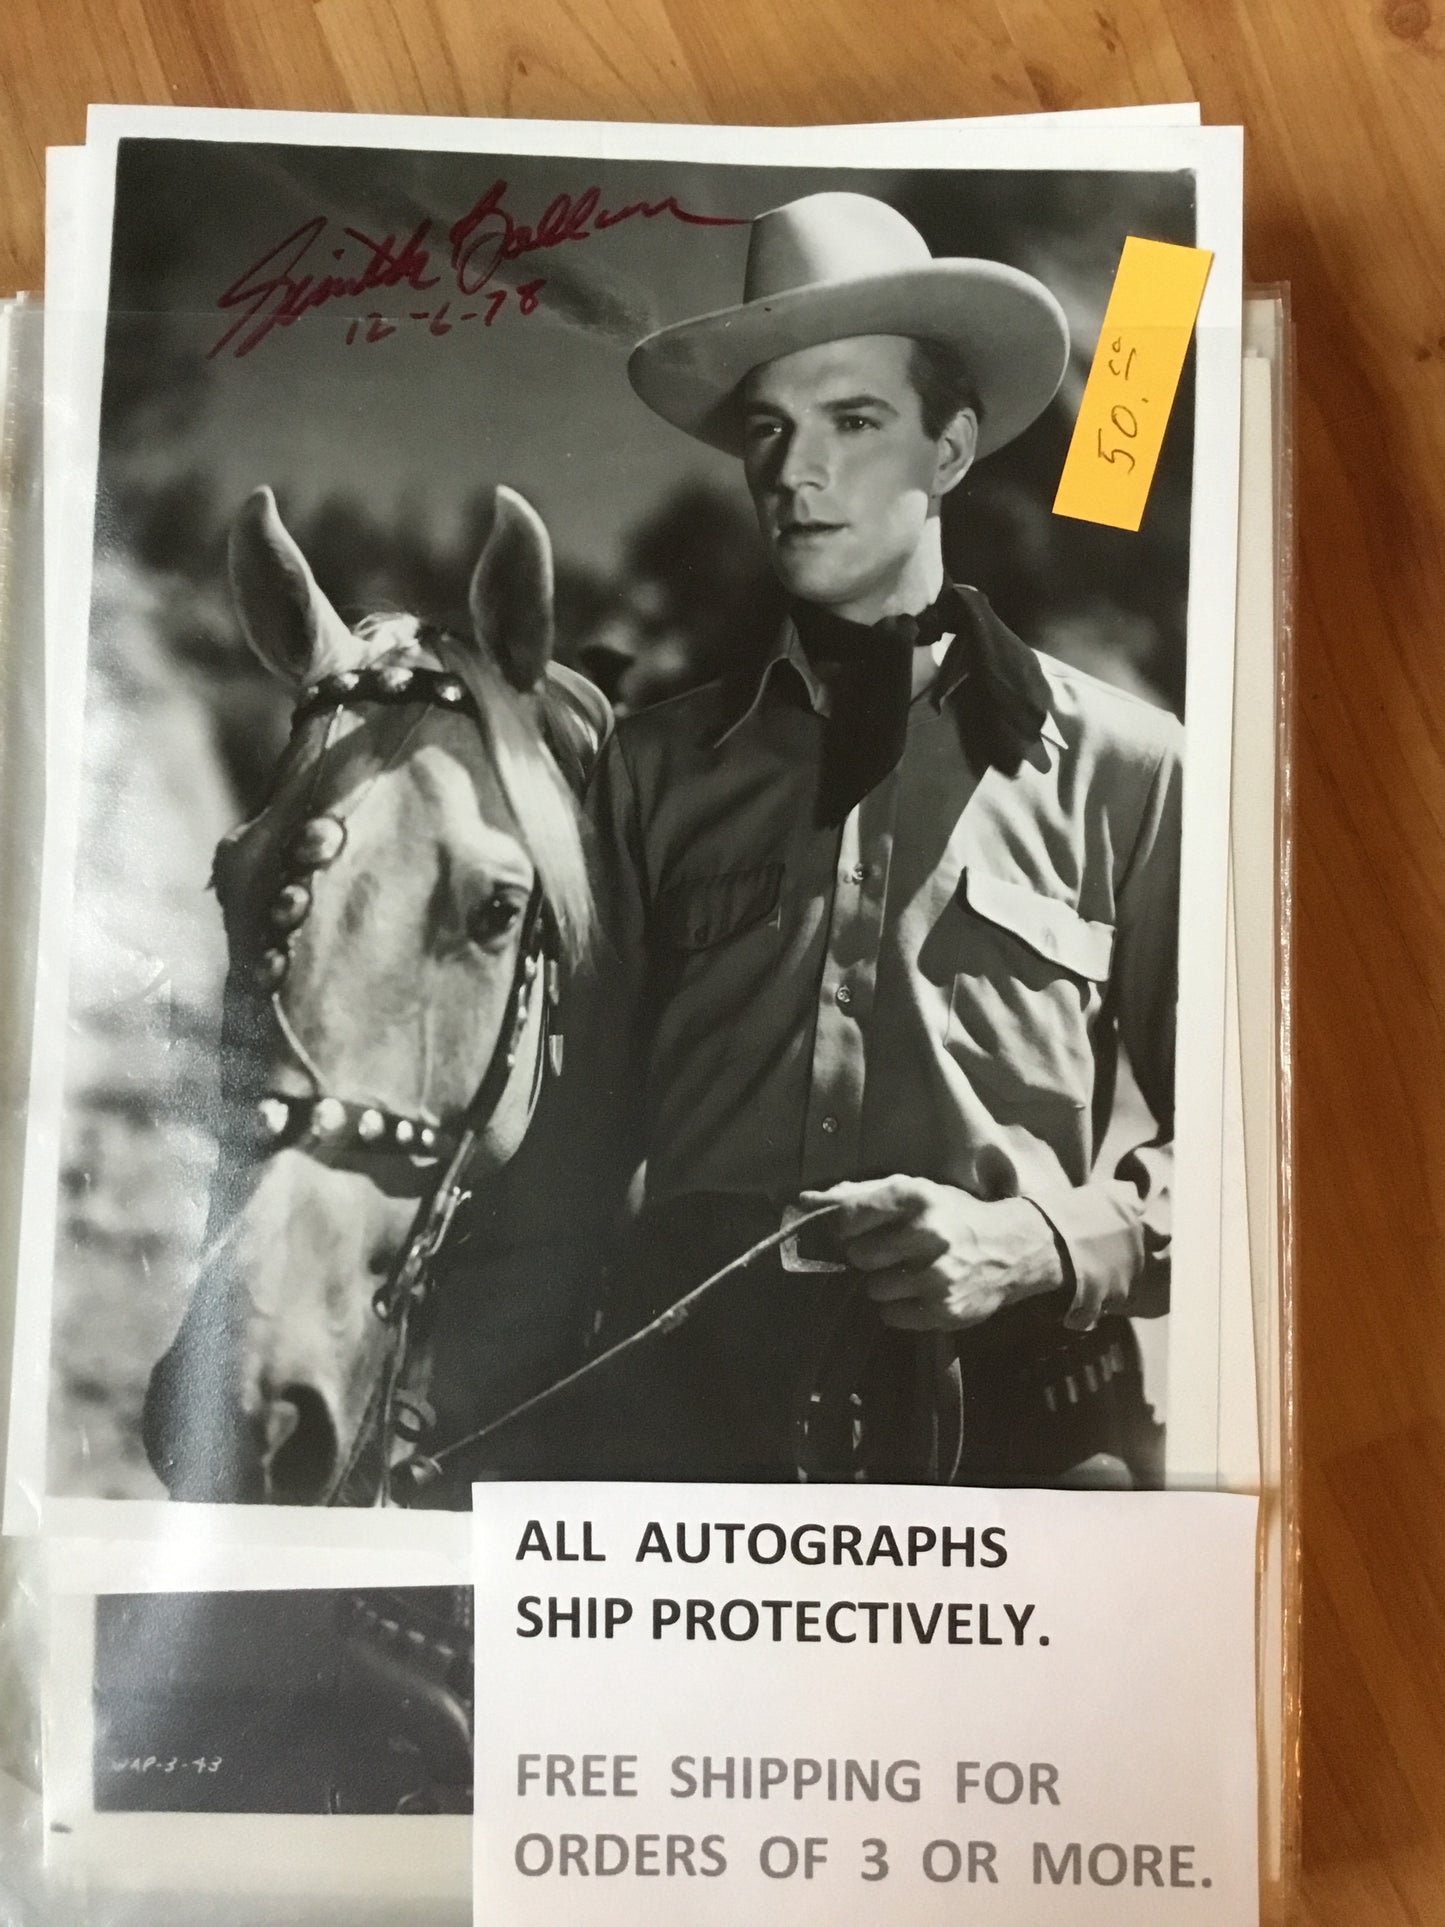 Smith Ballew
12-6-78
50.00
ALL AUTOGRAPHS
SHIP PROTECTIVELY.
WAP-3-43
FREE SHIPPING FOR
ORDERS OF 3 OR MORE.